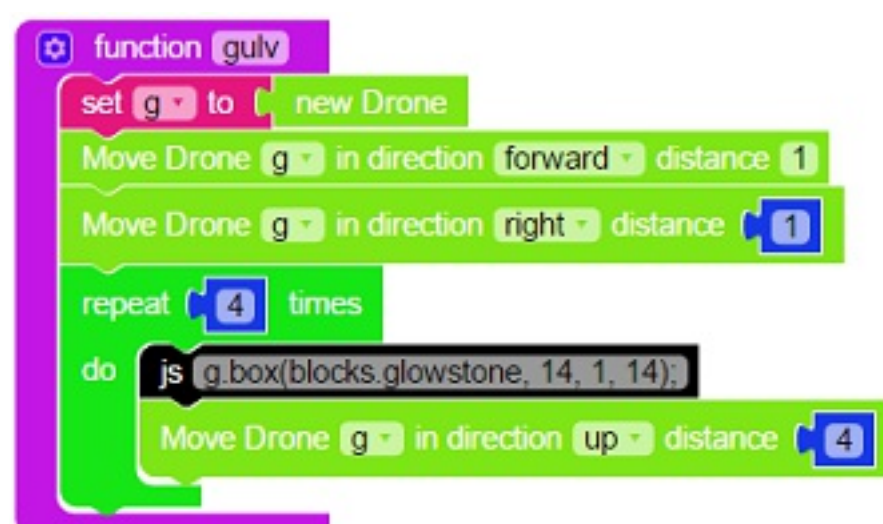 function gulv
set g to new Drone
Move Drone g in direction forward distance 1
Move Drone g in direction right distance 1
repeat 4 times
do js g.box(blocks.glowstone, 14, 1, 14);
Move Drone g in direction up distance 4